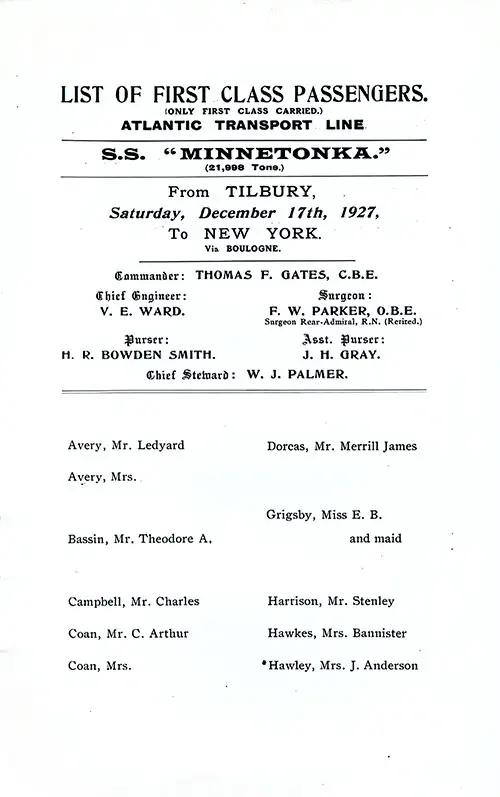 LIST OF FIRST CLASS PASSENGERS.
(ONLY FIRST CLASS CARRIED.)
ATLANTIC TRANSPORT LINE
S.S. “MINNETONKA.”
(21,998 Tons.)
From TILBURY,
Saturday, December 17th, 1927,
To NEW YORK.
Via BOULOGNE.
Commander: THOMAS F. GATES, C.B.E.
Chief Engineer:
V. E. WARD.
Surgeon:
F. W. PARKER, O.B.E.
Surgeon Rear-Admiral, R.N. (Retired.)
Purser:
H. R. BOWDEN SMITH.
Asst. Purser:
J. H. GRAY.
Chief Steward: W. J. PALMER.
Avery, Mr. Ledyard
Avery, Mrs.
Bassin, Mr. Theodore A.
Campbell, Mr. Charles
Coan, Mr. C. Arthur
Coan, Mrs.
Dorcas, Mr. Merrill James
Grigsby, Miss E. B.
and maid
Harrison, Mr. Stenley
Hawkes, Mrs. Bannister
*Hawley, Mrs. J. Anderson